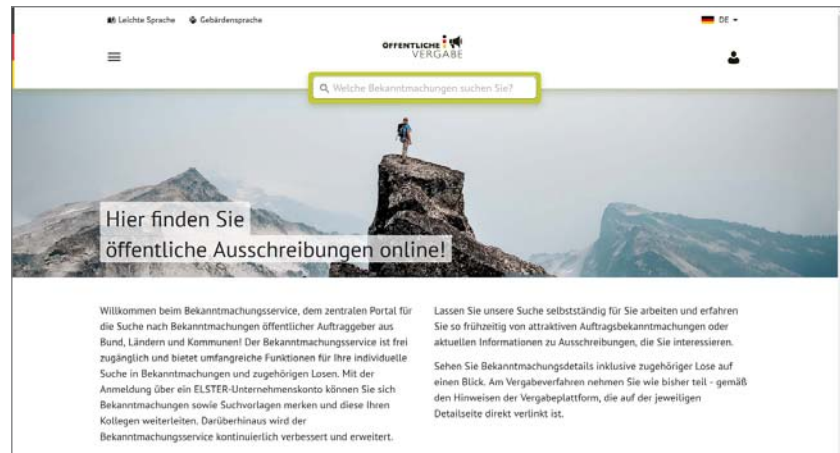 Leichte Sprache Gebärdensprache DE
ÖFFENTLICHE
VERGABE
Welche Bekanntmachungen suchen Sie?
Hier finden Sie
öffentliche Ausschreibungen online!
Willkommen beim Bekanntmachungsservice, dem zentralen Portal für
die Suche nach Bekanntmachungen öffentlicher Auftraggeber aus
Bund, Ländern und Kommunen! Der Bekanntmachungsservice ist frei
zugänglich und bietet umfangreiche Funktionen für Ihre individuelle
Suche in Bekanntmachungen und zugehörigen Losen. Mit der
Anmeldung über ein ELSTER-Unternehmenskonto können Sie sich
Bekanntmachungen sowie Suchvorlagen merken und diese Ihren
Kollegen weiterleiten. Darüberhinaus wird der
Bekanntmachungsservice kontinuierlich verbessert und erweitert.
Lassen Sie unsere Suche selbstständig für Sie arbeiten und erfahren
Sie so frühzeitig von attraktiven Auftragsbekanntmachungen oder
aktuellen Informationen zu Ausschreibungen, die Sie interessieren.
Sehen Sie Bekanntmachungsdetails inklusive zugehöriger Lose auf
einen Blick. Am Vergabeverfahren nehmen Sie wie bisher teil - gemäß
den Hinweisen der Vergabeplattform, die auf der jeweiligen
Detailseite direkt verlinkt ist.